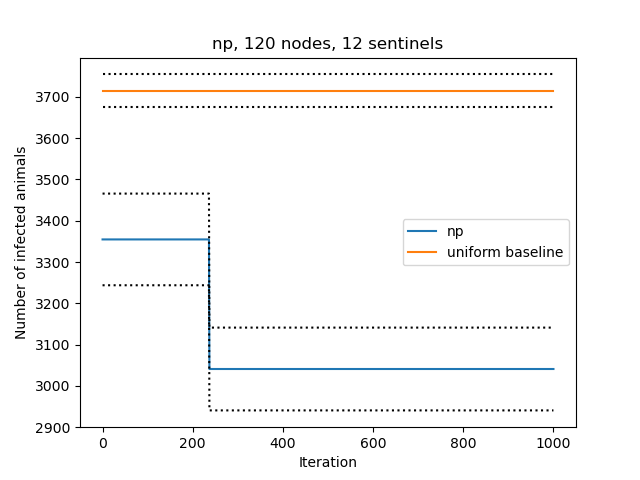 np, 120 nodes, 12 sentinels
Number of infected animals
3700
3600
3500
3400
3300
3200
3100
3000
2900
np
uniform baseline
0 200 400 600 800 1000
Iteration